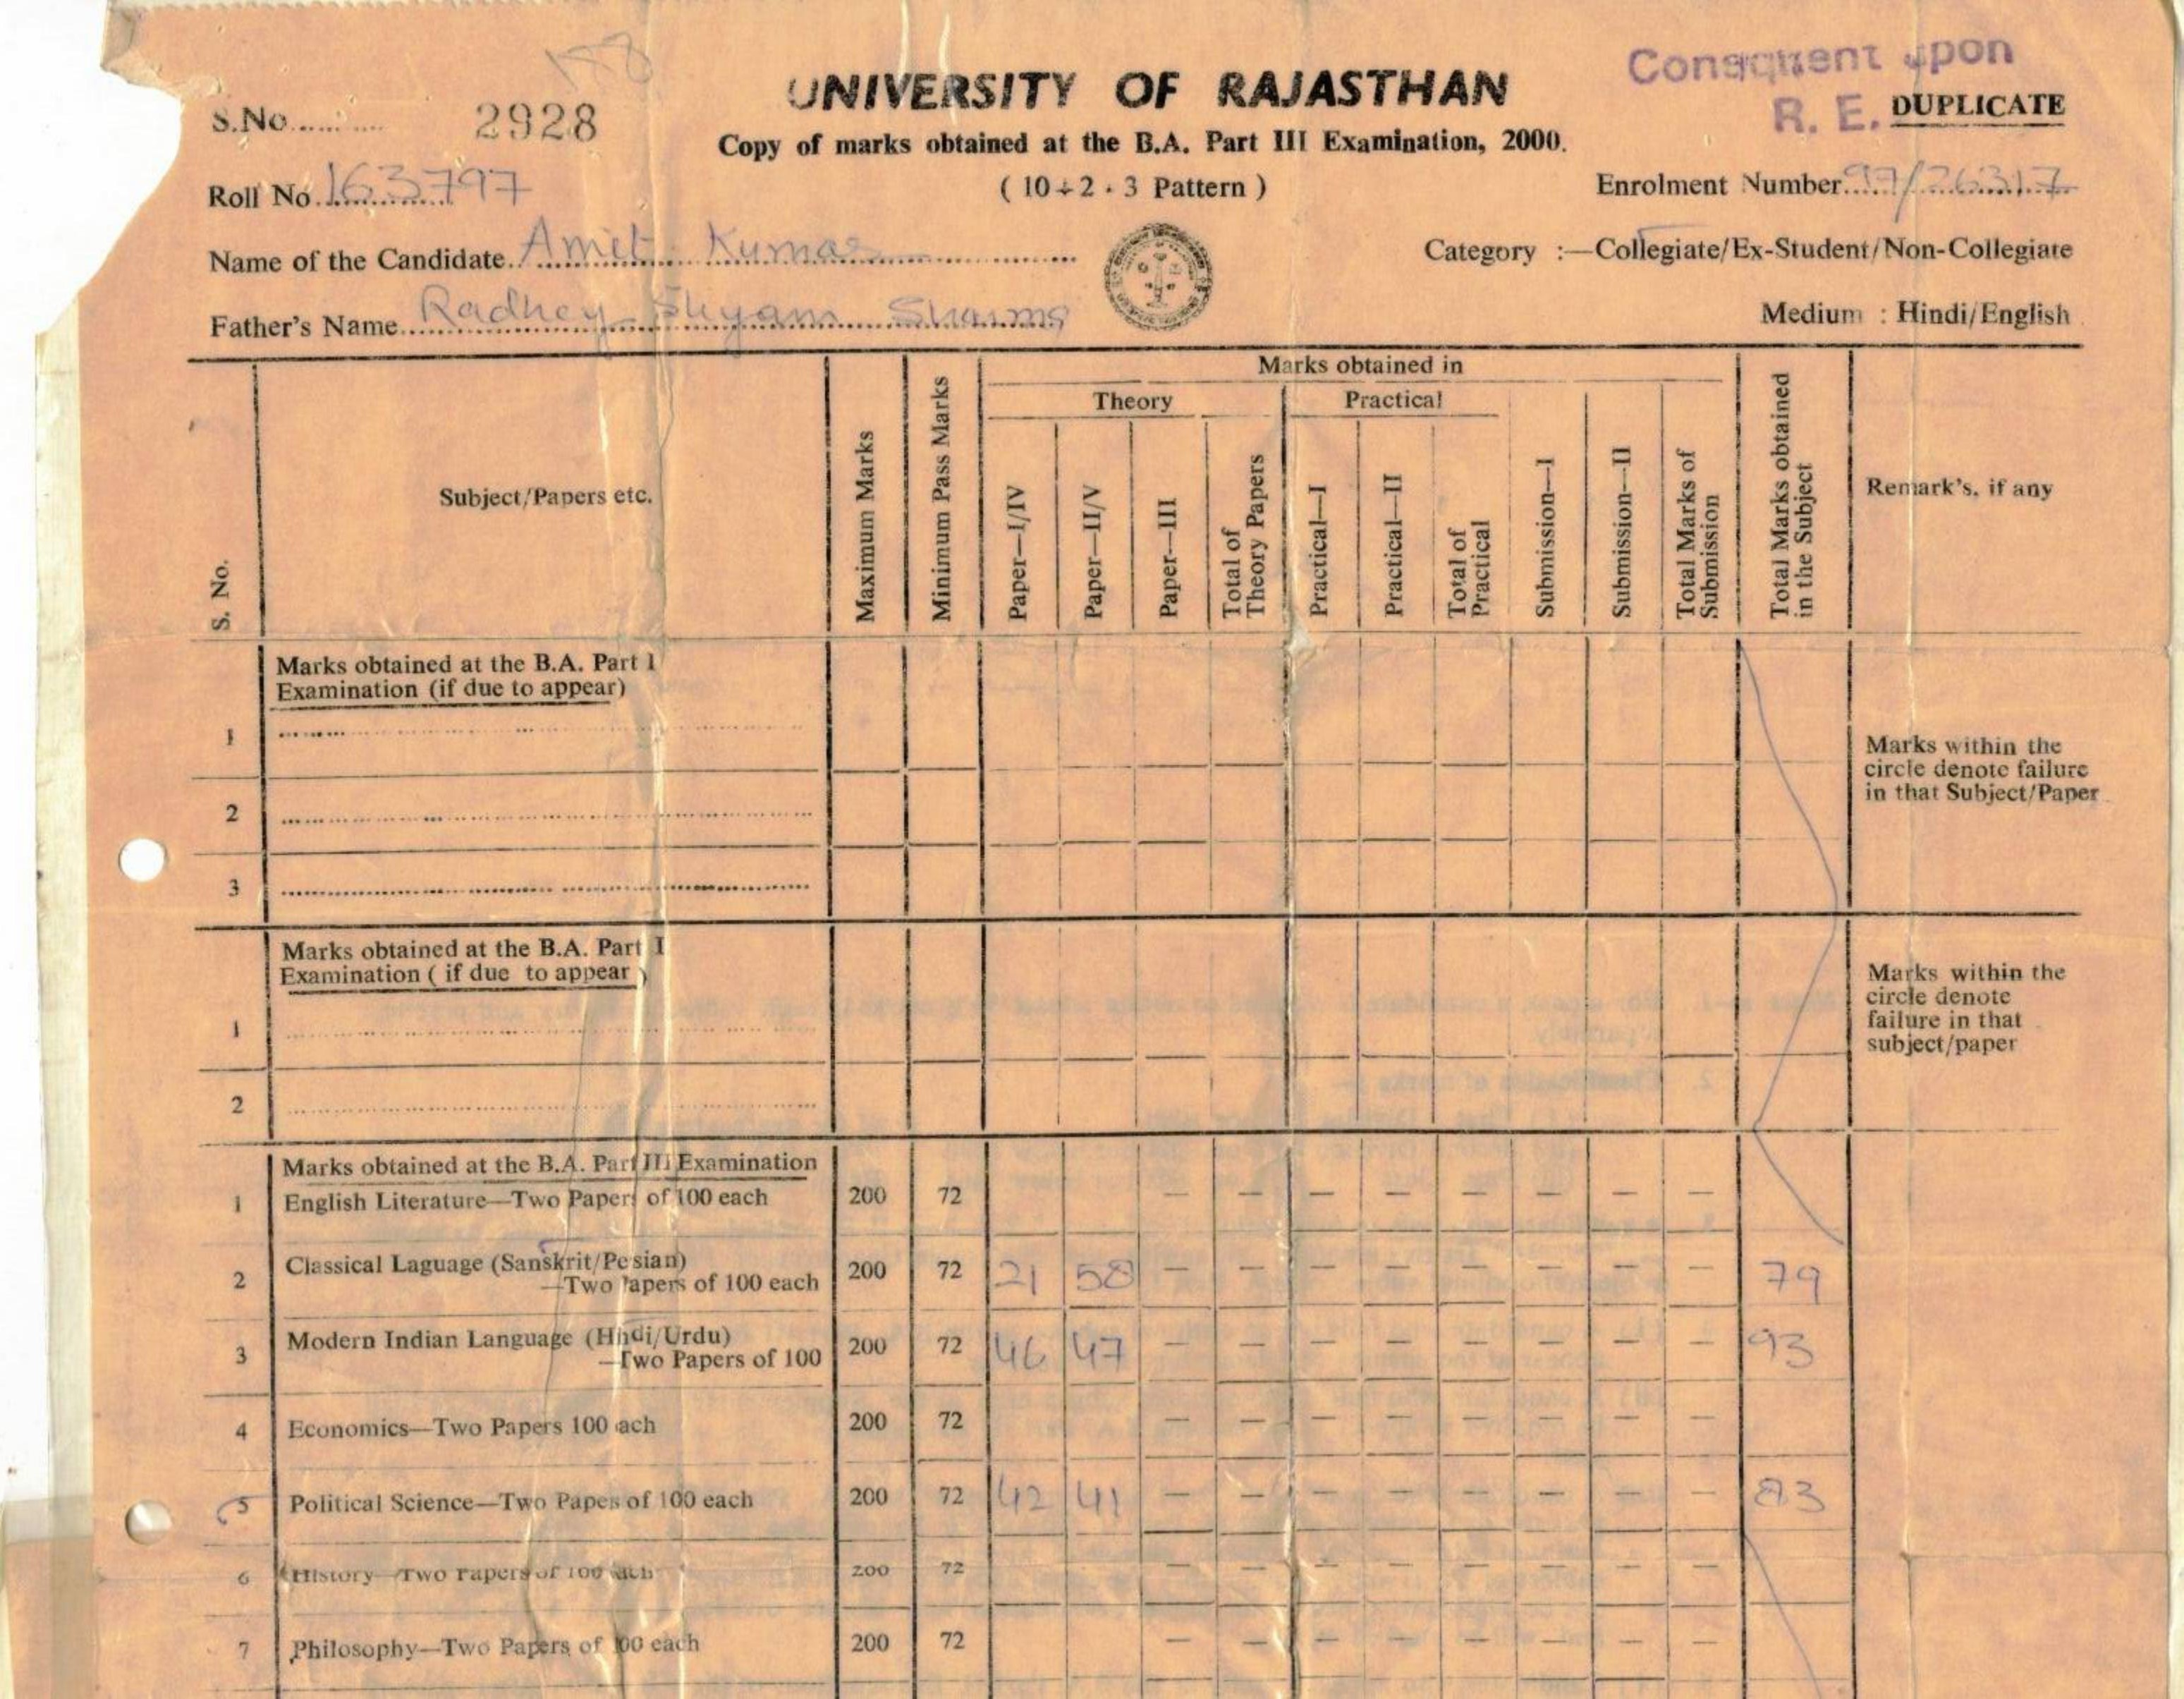 188
UNIVERSITY OF RAJASTHAN
Consquent upon
R. E. DUPLICATE
S.No. 2928
Copy of marks obtained at the B.A. Part III Examination, 2000.
Roll No. 163797
( 10+2+3 Pattern )
Enrolment Number 97/76317
Name of the Candidate. Amit Kumar
Category :—Collegiate/Ex-Student/Non-Collegiate
Father's Name Radhey Shyam Sharma
Medium : Hindi/English
S. No.
Subject/Papers etc.
Maximum Marks
Minimum Pass Marks
Marks obtained in
Theory
Practical
Paper—I/IV
Paper—II/V
Paper—III
Total of Theory Papers
Practical—I
Practical—II
Total of Practical
Submission—I
Submission—II
Total Marks of Submission
Total Marks obtained in the Subject
Remark's, if any
Marks obtained at the B.A. Part I
Examination (if due to appear)
1
2
3
Marks within the
circle denote failure
in that Subject/Paper
Marks obtained at the B.A. Part I
Examination ( if due to appear )
1
2
Marks within the
circle denote
failure in that
subject/paper
Marks obtained at the B.A. Part III Examination
1 English Literature—Two Papers of 100 each 200 72 — — — — — — — —
2 Classical Laguage (Sanskrit/Pe sian)
—Two Papers of 100 each 200 72 21 58 — — — — — — — — 79
3 Modern Indian Language (Hindi/Urdu)
—Two Papers of 100 200 72 46 47 — — — — — — — — 93
4 Economics—Two Papers 100 ach 200 72 — — — — — — — —
5 Political Science—Two Papes of 100 each 200 72 42 41 — — — — — — — — 83
6 History—Two Papers of 100 ach 200 72 — — — — — — — —
7 Philosophy—Two Papers of 100 each 200 72 — — — — — — — —